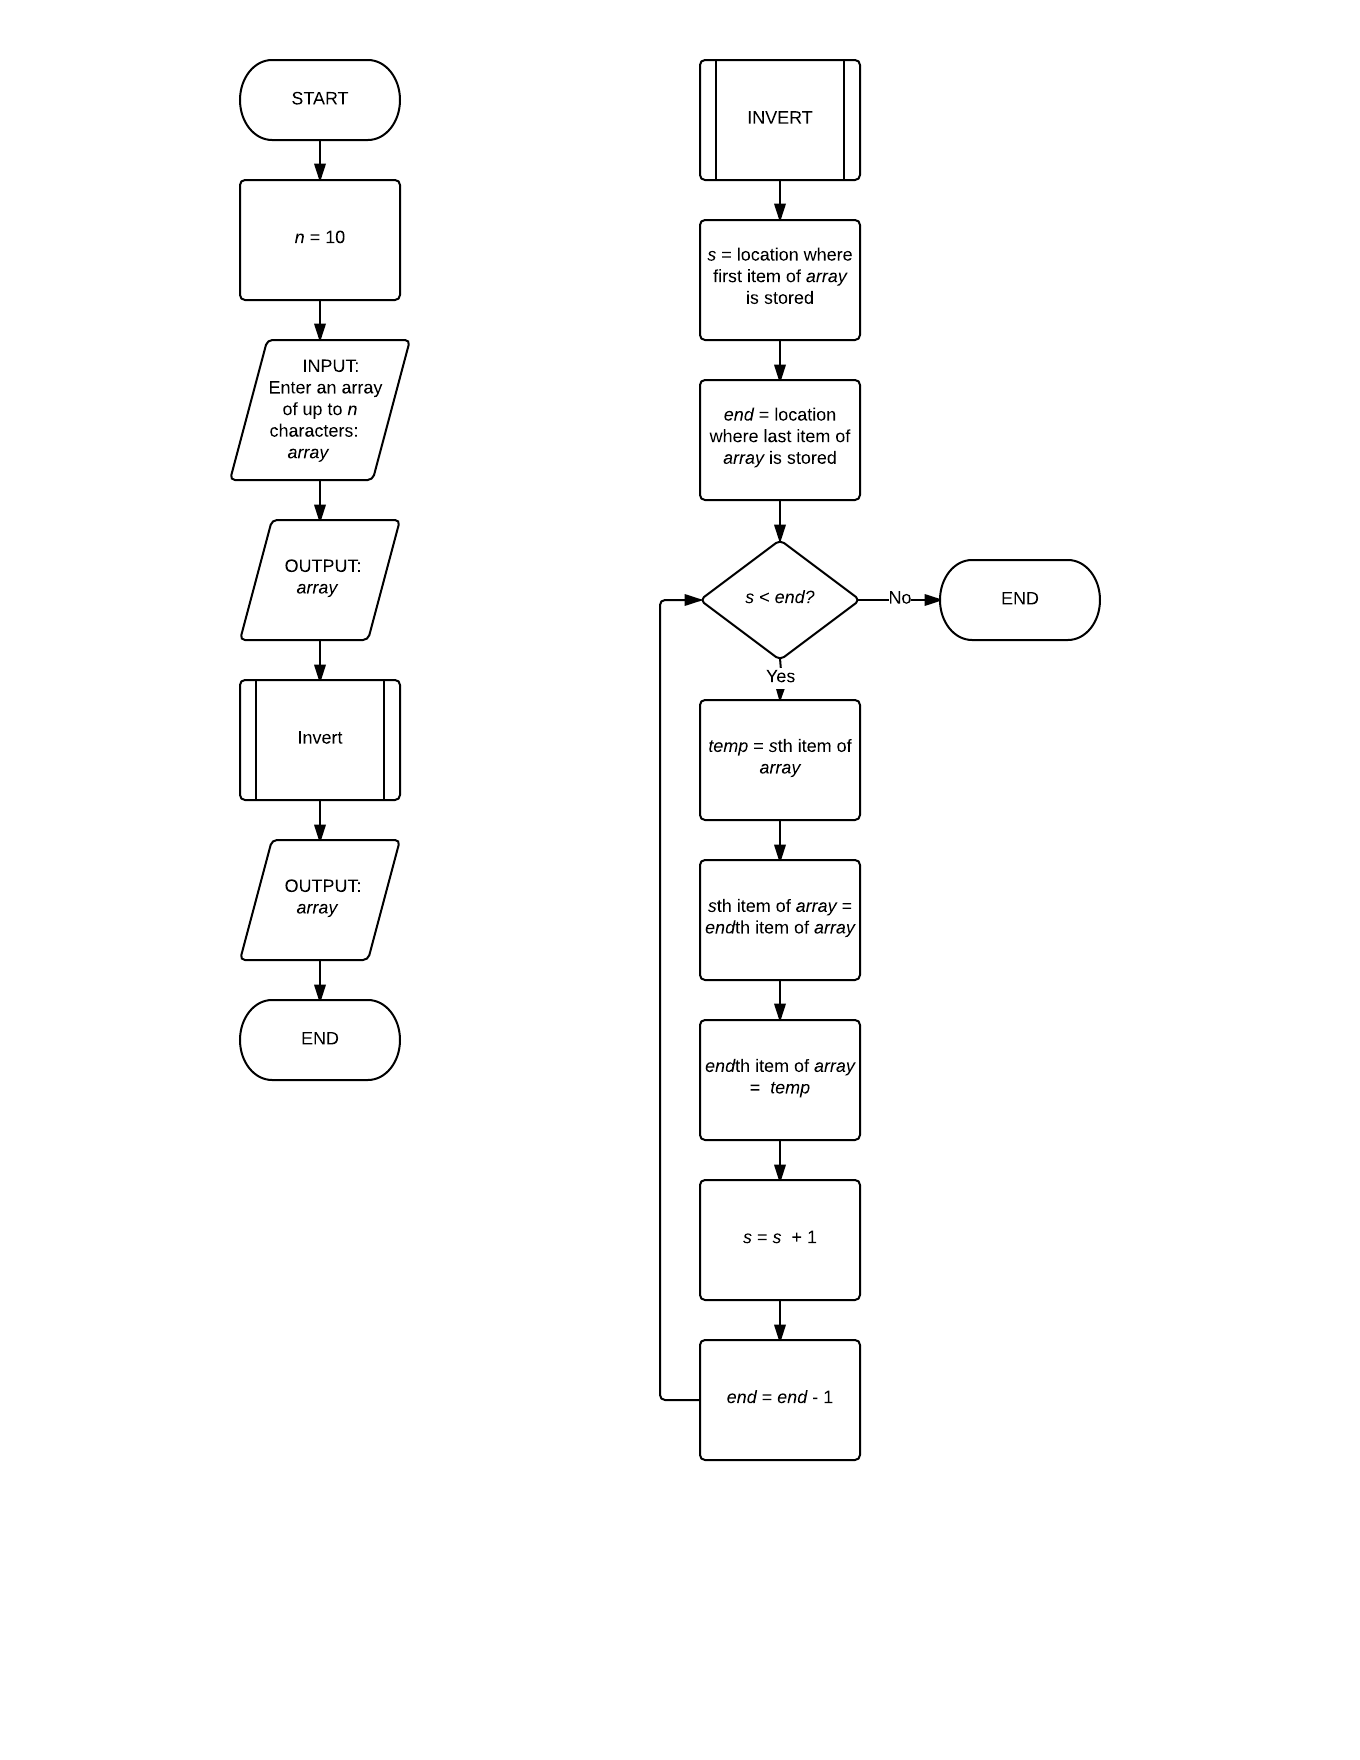 START
n = 10
INPUT:
Enter an array
of up to n
characters:
array
OUTPUT:
array
Invert
OUTPUT:
array
END
INVERT
s = location where
first item of array
is stored
end = location
where last item of
array is stored
s < end?
No
END
Yes
temp = sth item of
array
sth item of array =
endth item of array
endth item of array
= temp
s = s + 1
end = end - 1